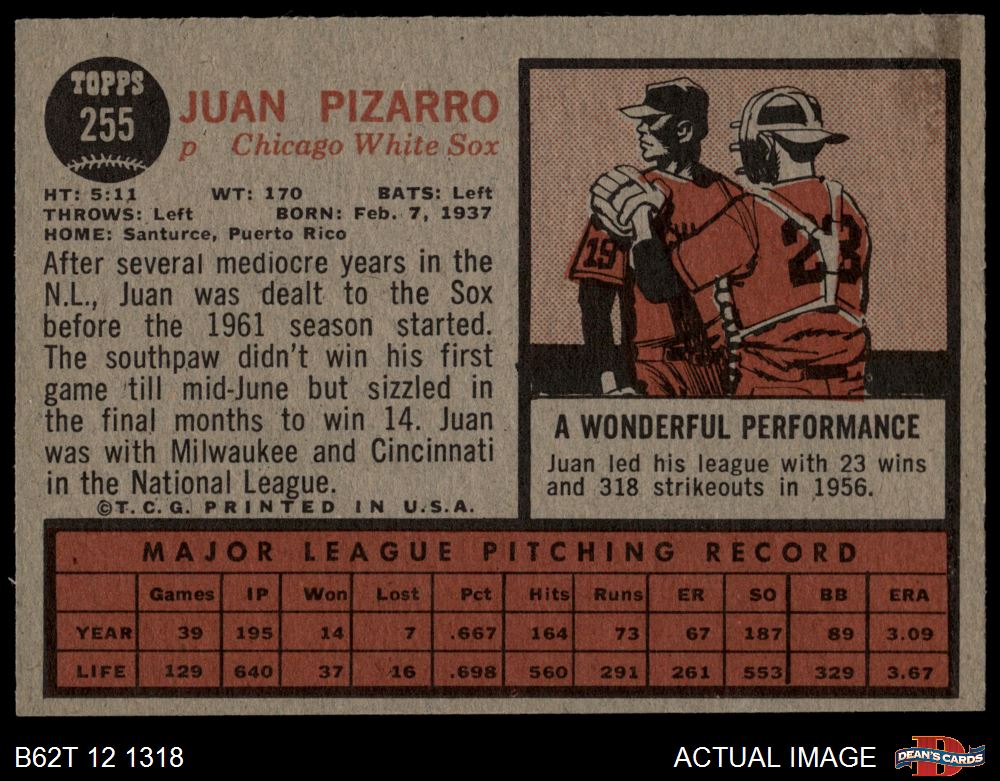 TOPPS
255
JUAN PIZARRO
p Chicago White Sox
HT: 5:11 WT: 170 BATS: Left
THROWS: Left BORN: Feb. 7, 1937
HOME: Santurce, Puerto Rico
After several mediocre years in the
N.L., Juan was dealt to the Sox
before the 1961 season started.
The southpaw didn't win his first
game till mid-June but sizzled in
the final months to win 14. Juan
was with Milwaukee and Cincinnati
in the National League.
©T.C.G. PRINTED IN U.S.A.
19
23
A WONDERFUL PERFORMANCE
Juan led his league with 23 wins
and 318 strikeouts in 1956.
MAJOR LEAGUE PITCHING RECORD
Games IP Won Lost Pct Hits Runs ER SO BB ERA
YEAR 39 195 14 7 .667 164 73 67 187 89 3.09
LIFE 129 640 37 16 .698 560 291 261 553 329 3.67
B62T 12 1318
ACTUAL IMAGE
D
DEAN'S CARDS